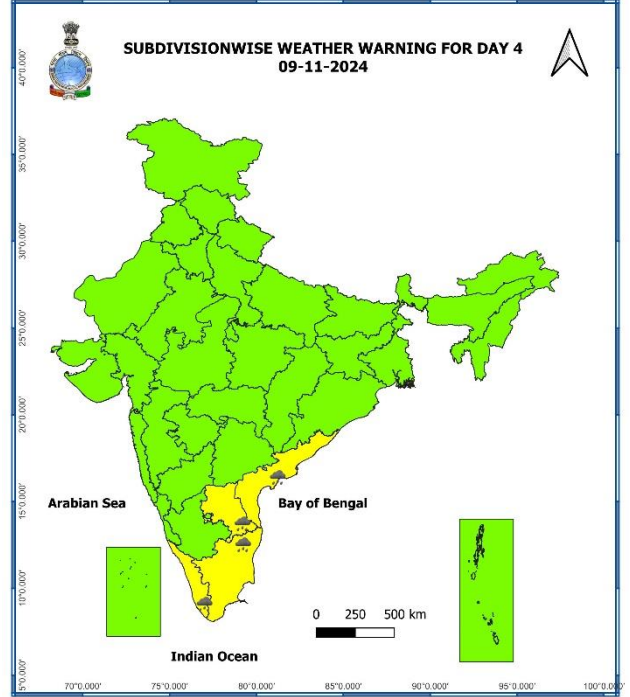 SUBDIVISIONWISE WEATHER WARNING FOR DAY 4
09-11-2024
40°0.000'
35°0.000'
30°0.000'
25°0.000'
20°0.000'
15°0.000'
10°0.000'
5°0.000'
Arabian Sea
Bay of Bengal
0 250 500 km
Indian Ocean
70°0.000' 75°0.000' 80°0.000' 85°0.000' 90°0.000' 95°0.000' 100°0.000'